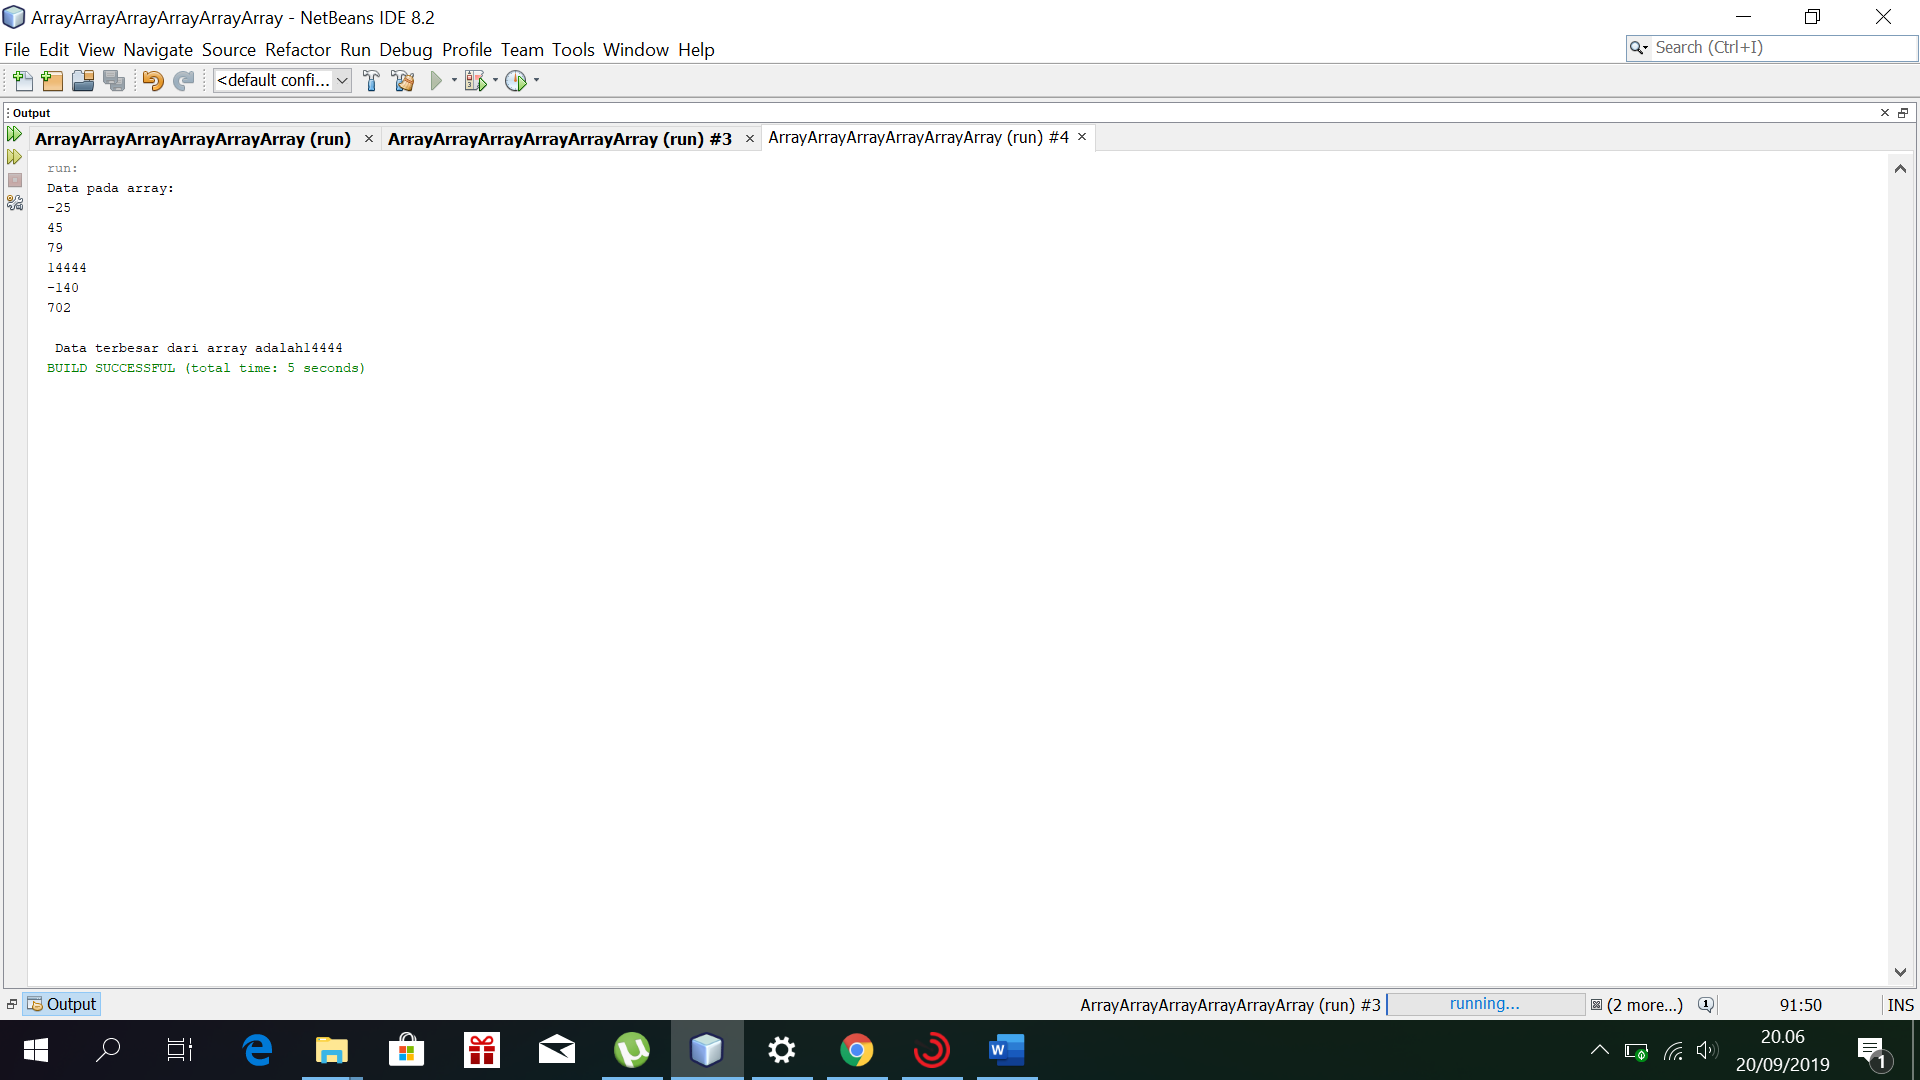 ArrayArrayArrayArrayArrayArray - NetBeans IDE 8.2
File Edit View Navigate Source Refactor Run Debug Profile Team Tools Window Help
Search (Ctrl+I)
<default confi...
Output
ArrayArrayArrayArrayArrayArray (run)
ArrayArrayArrayArrayArrayArray (run) #3
ArrayArrayArrayArrayArrayArray (run) #4
run:
Data pada array:
-25
45
79
14444
-140
702
Data terbesar dari array adalah14444
BUILD SUCCESSFUL (total time: 5 seconds)
Output
ArrayArrayArrayArrayArrayArray (run) #3
running...
(2 more...)
91:50
INS
20.06
20/09/2019
1